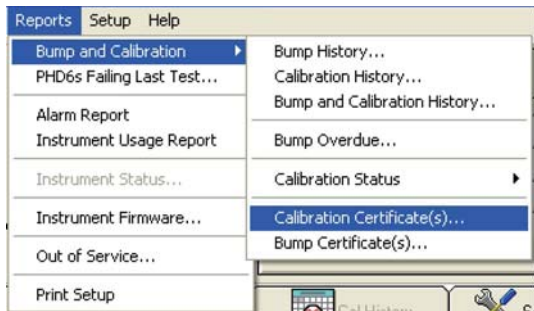 Reports Setup Help
Bump and Calibration
PHD6s Failing Last Test...
Alarm Report
Instrument Usage Report
Instrument Status...
Instrument Firmware...
Out of Service...
Print Setup
Bump History...
Calibration History...
Bump and Calibration History...
Bump Overdue...
Calibration Status
Calibration Certificate(s)...
Bump Certificate(s)...
Cal History